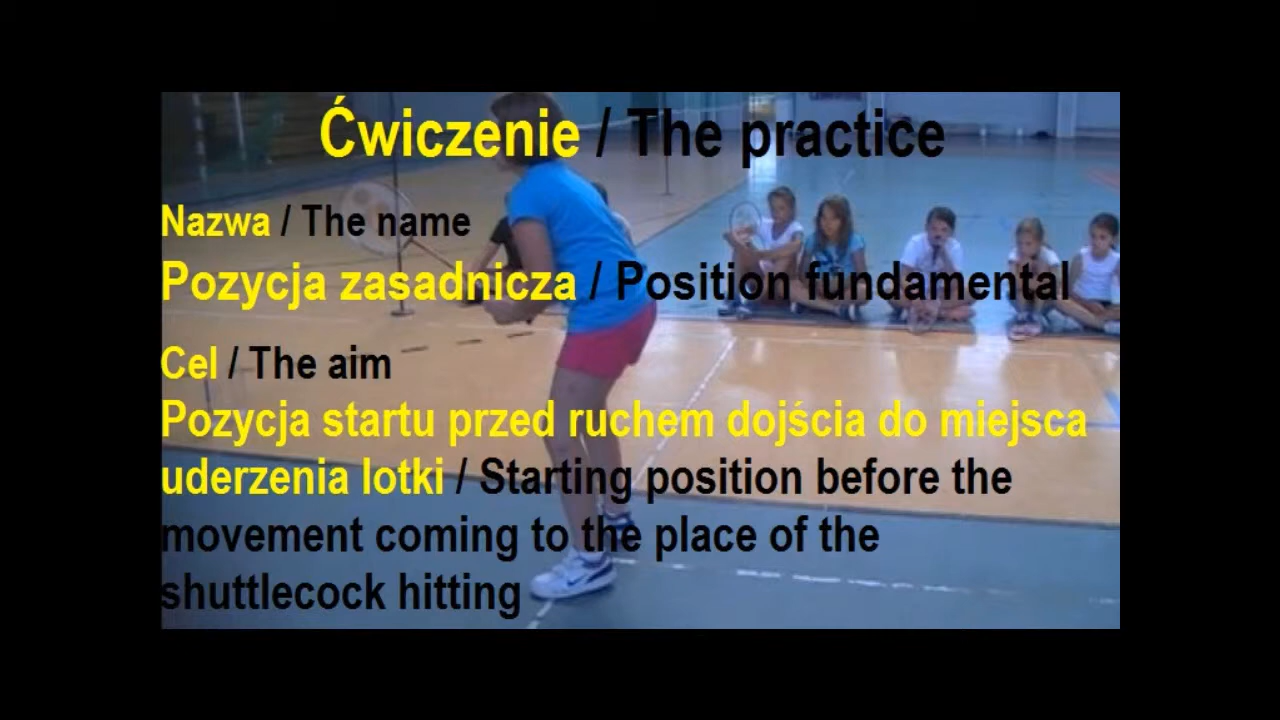 Ćwiczenie / The practice
Nazwa / The name
Pozycja zasadnicza / Position fundamental
Cel / The aim
Pozycja startu przed ruchem dojścia do miejsca
uderzenia lotki / Starting position before the
movement coming to the place of the
shuttlecock hitting